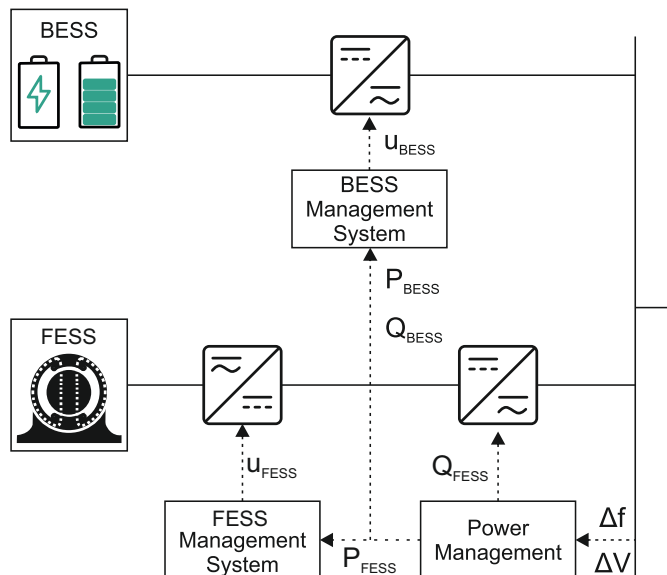 BESS
u_BESS
BESS
Management
System
P_BESS
Q_BESS
FESS
u_FESS
Q_FESS
FESS
Management
System
P_FESS
Power
Management
Δf
ΔV